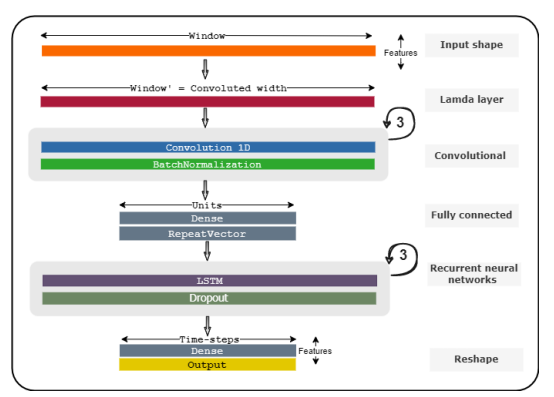 Window
Features
Input shape
Window' = Convoluted width
Lamda layer
3
Convolution 1D
BatchNormalization
Convolutional
Units
Dense
RepeatVector
Fully connected
3
LSTM
Dropout
Recurrent neural
networks
Time-steps
Dense
Output
Features
Reshape